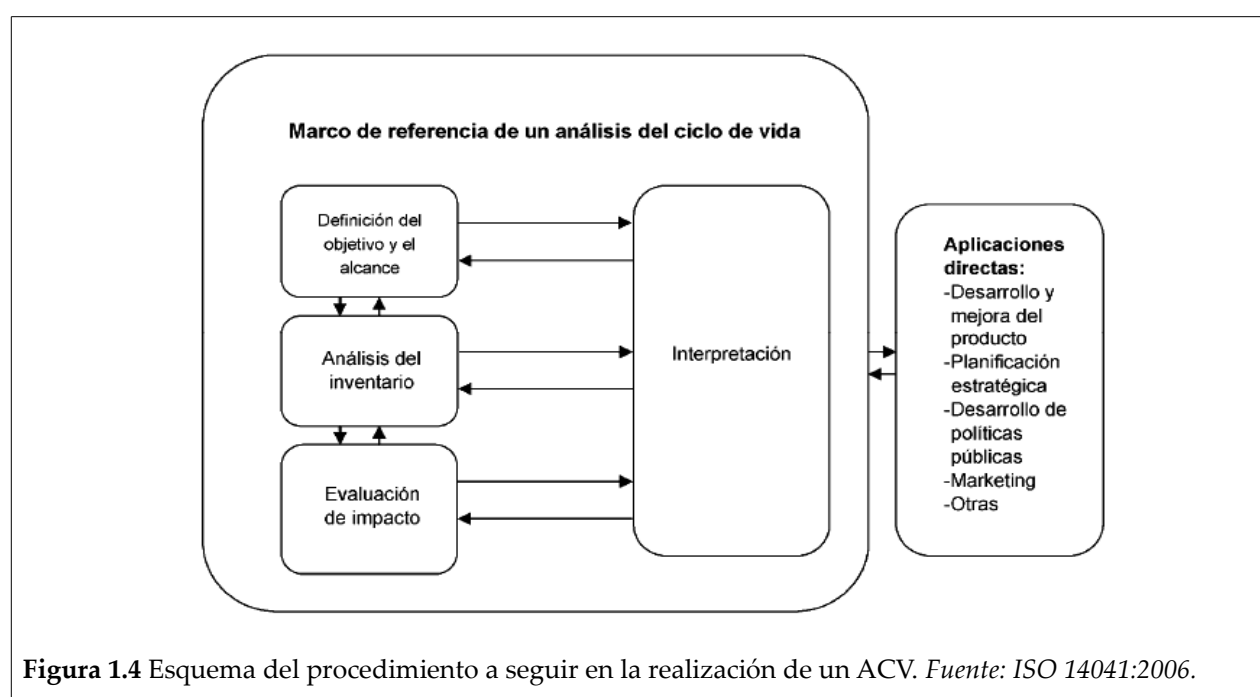 Marco de referencia de un análisis del ciclo de vida
Definición del
objetivo y el
alcance
Análisis del
inventario
Evaluación
de impacto
Interpretación
Aplicaciones
directas:
-Desarrollo y
mejora del
producto
-Planificación
estratégica
-Desarrollo de
políticas
públicas
-Marketing
-Otras
Figura 1.4 Esquema del procedimiento a seguir en la realización de un ACV. Fuente: ISO 14041:2006.